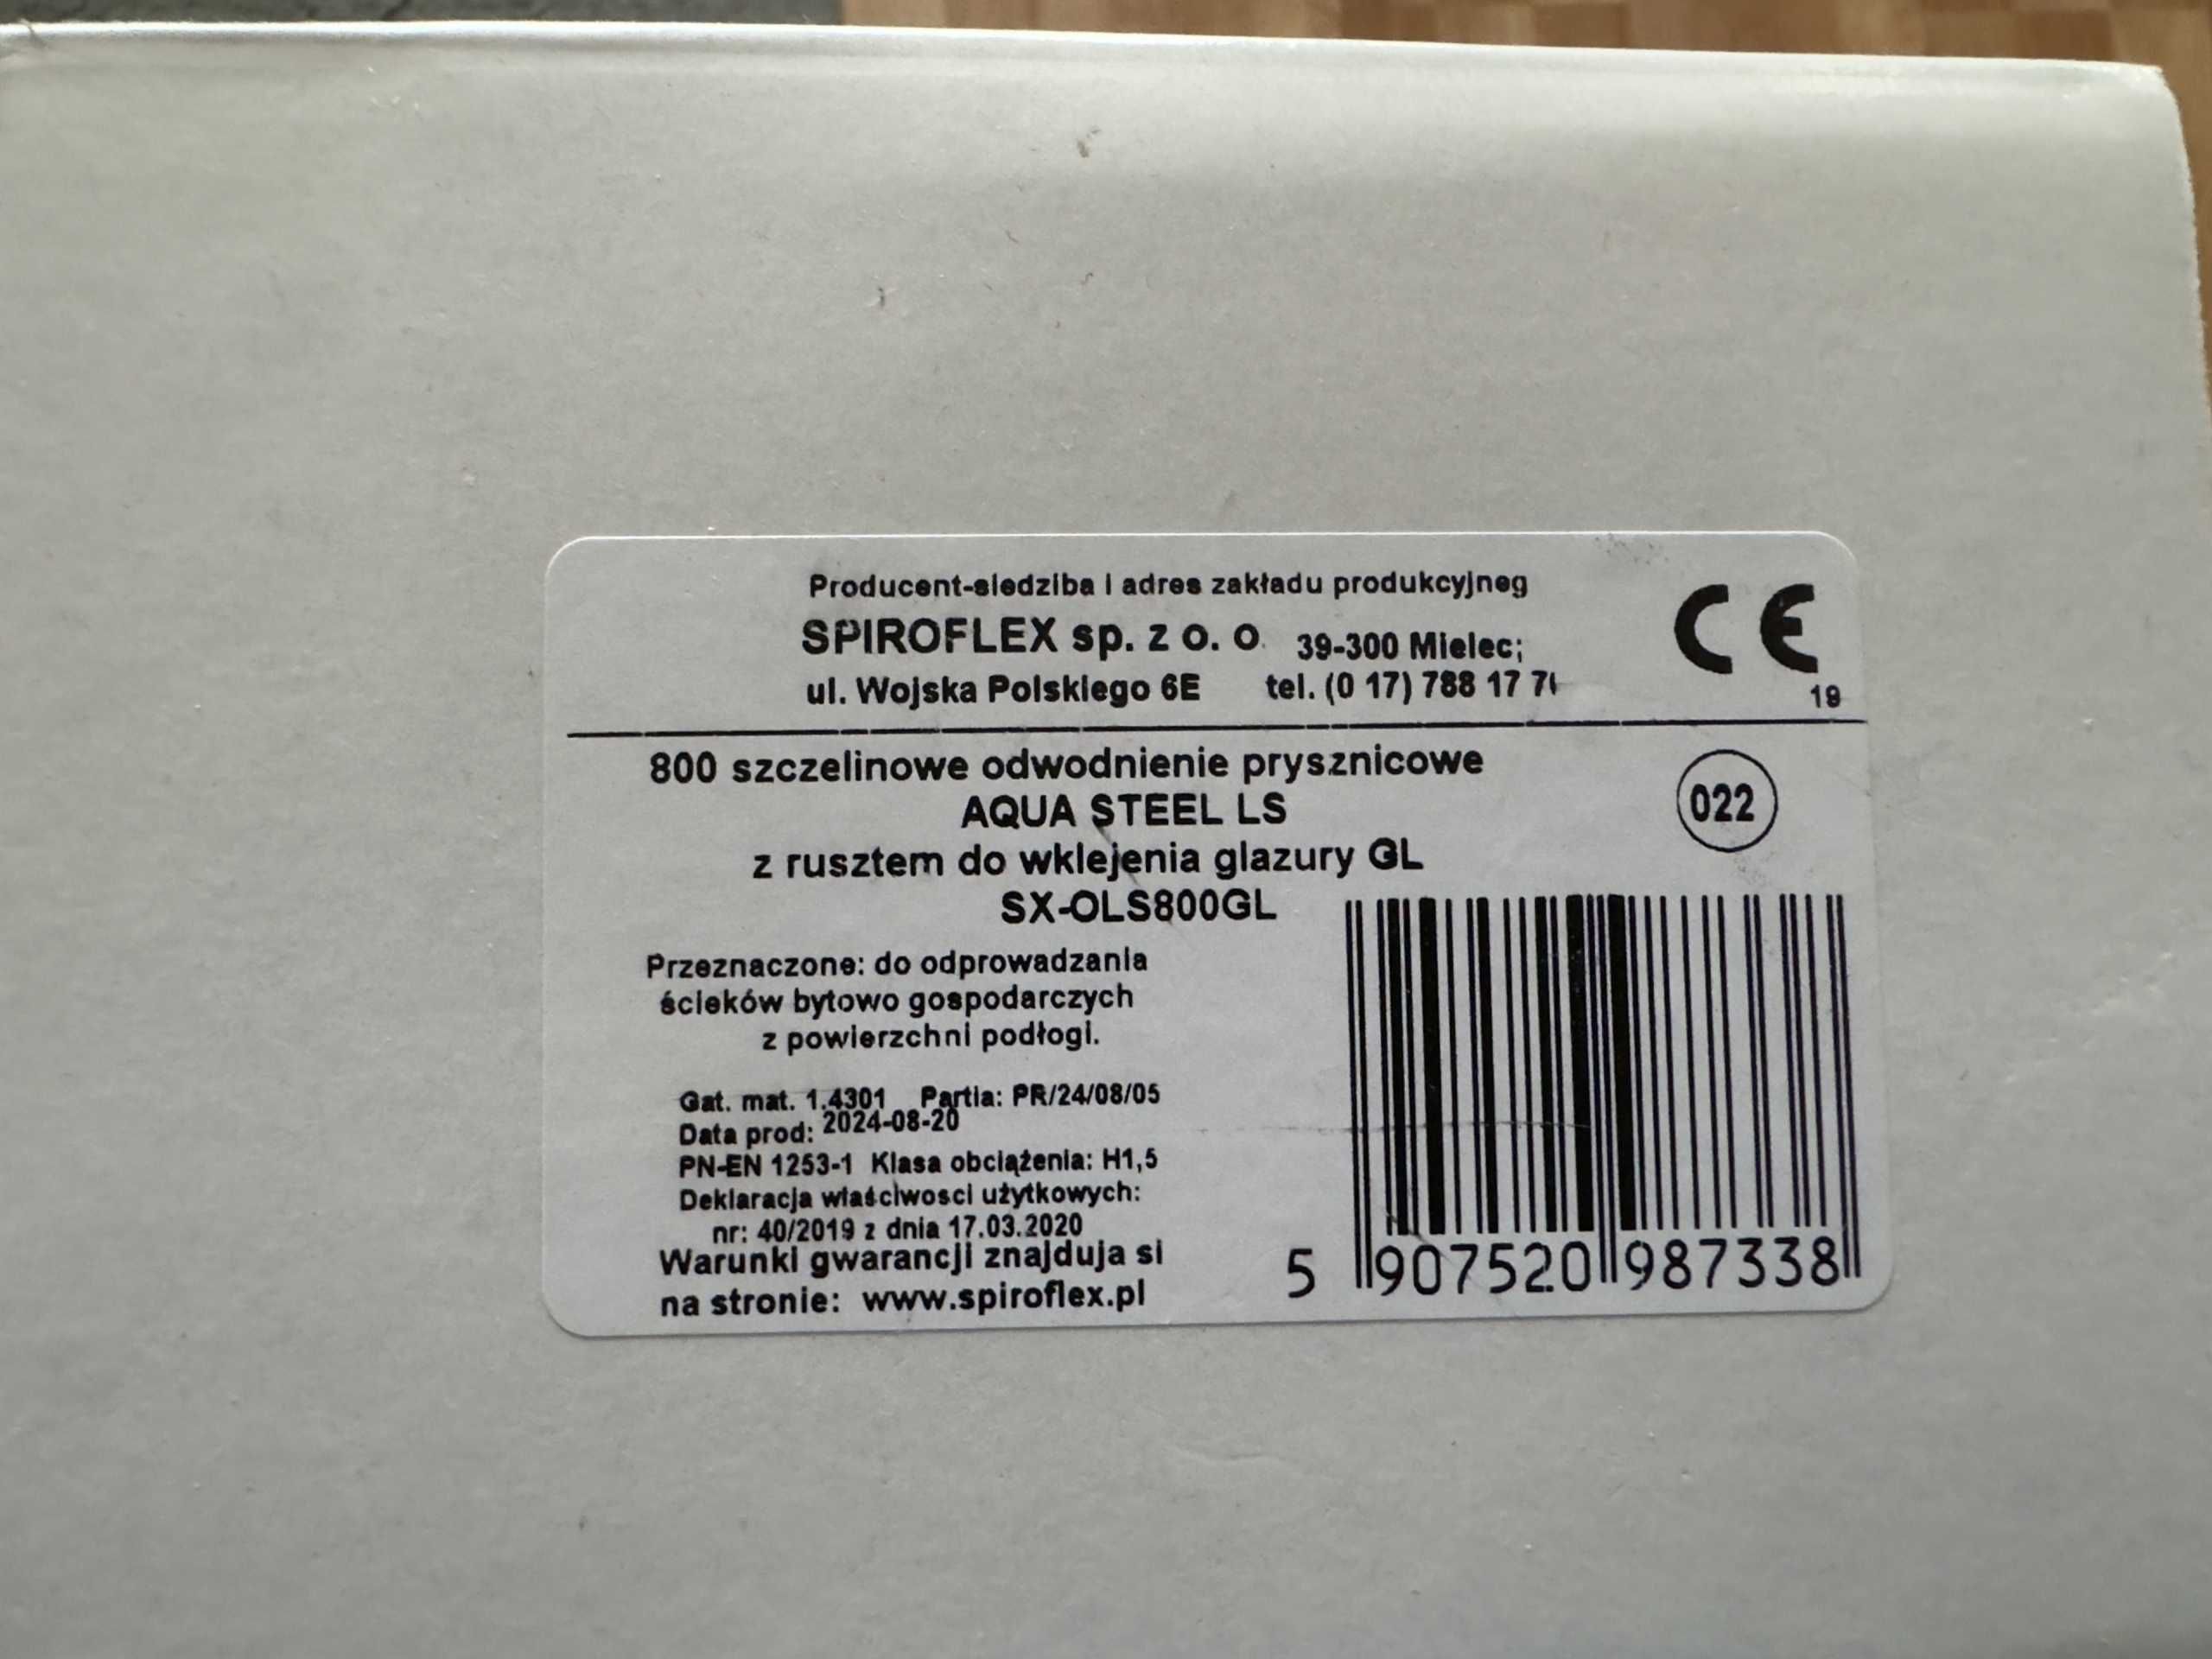 Producent-siedziba i adres zakładu produkcyjneg
SPIROFLEX sp. z o. o. 39-300 Mielec;
ul. Wojska Polskiego 6E tel. (0 17) 788 17
CE
19
800 szczelinowe odwodnienie prysznicowe
AQUA STEEL LS
z rusztem do wklejenia glazury GL
SX-OLS800GL
022
Przeznaczone: do odprowadzania
ścieków bytowo gospodarczych
z powierzchni podłogi.
Gat. mat. 1.4301 Partia: PR/24/08/05
Data prod: 2024-08-20
PN-EN 1253-1 Klasa obciążenia: H1,5
Deklaracja właściwosci użytkowych:
nr: 40/2019 z dnia 17.03.2020
Warunki gwarancji znajduja si
na stronie: www.spiroflex.pl
5 907520 987338